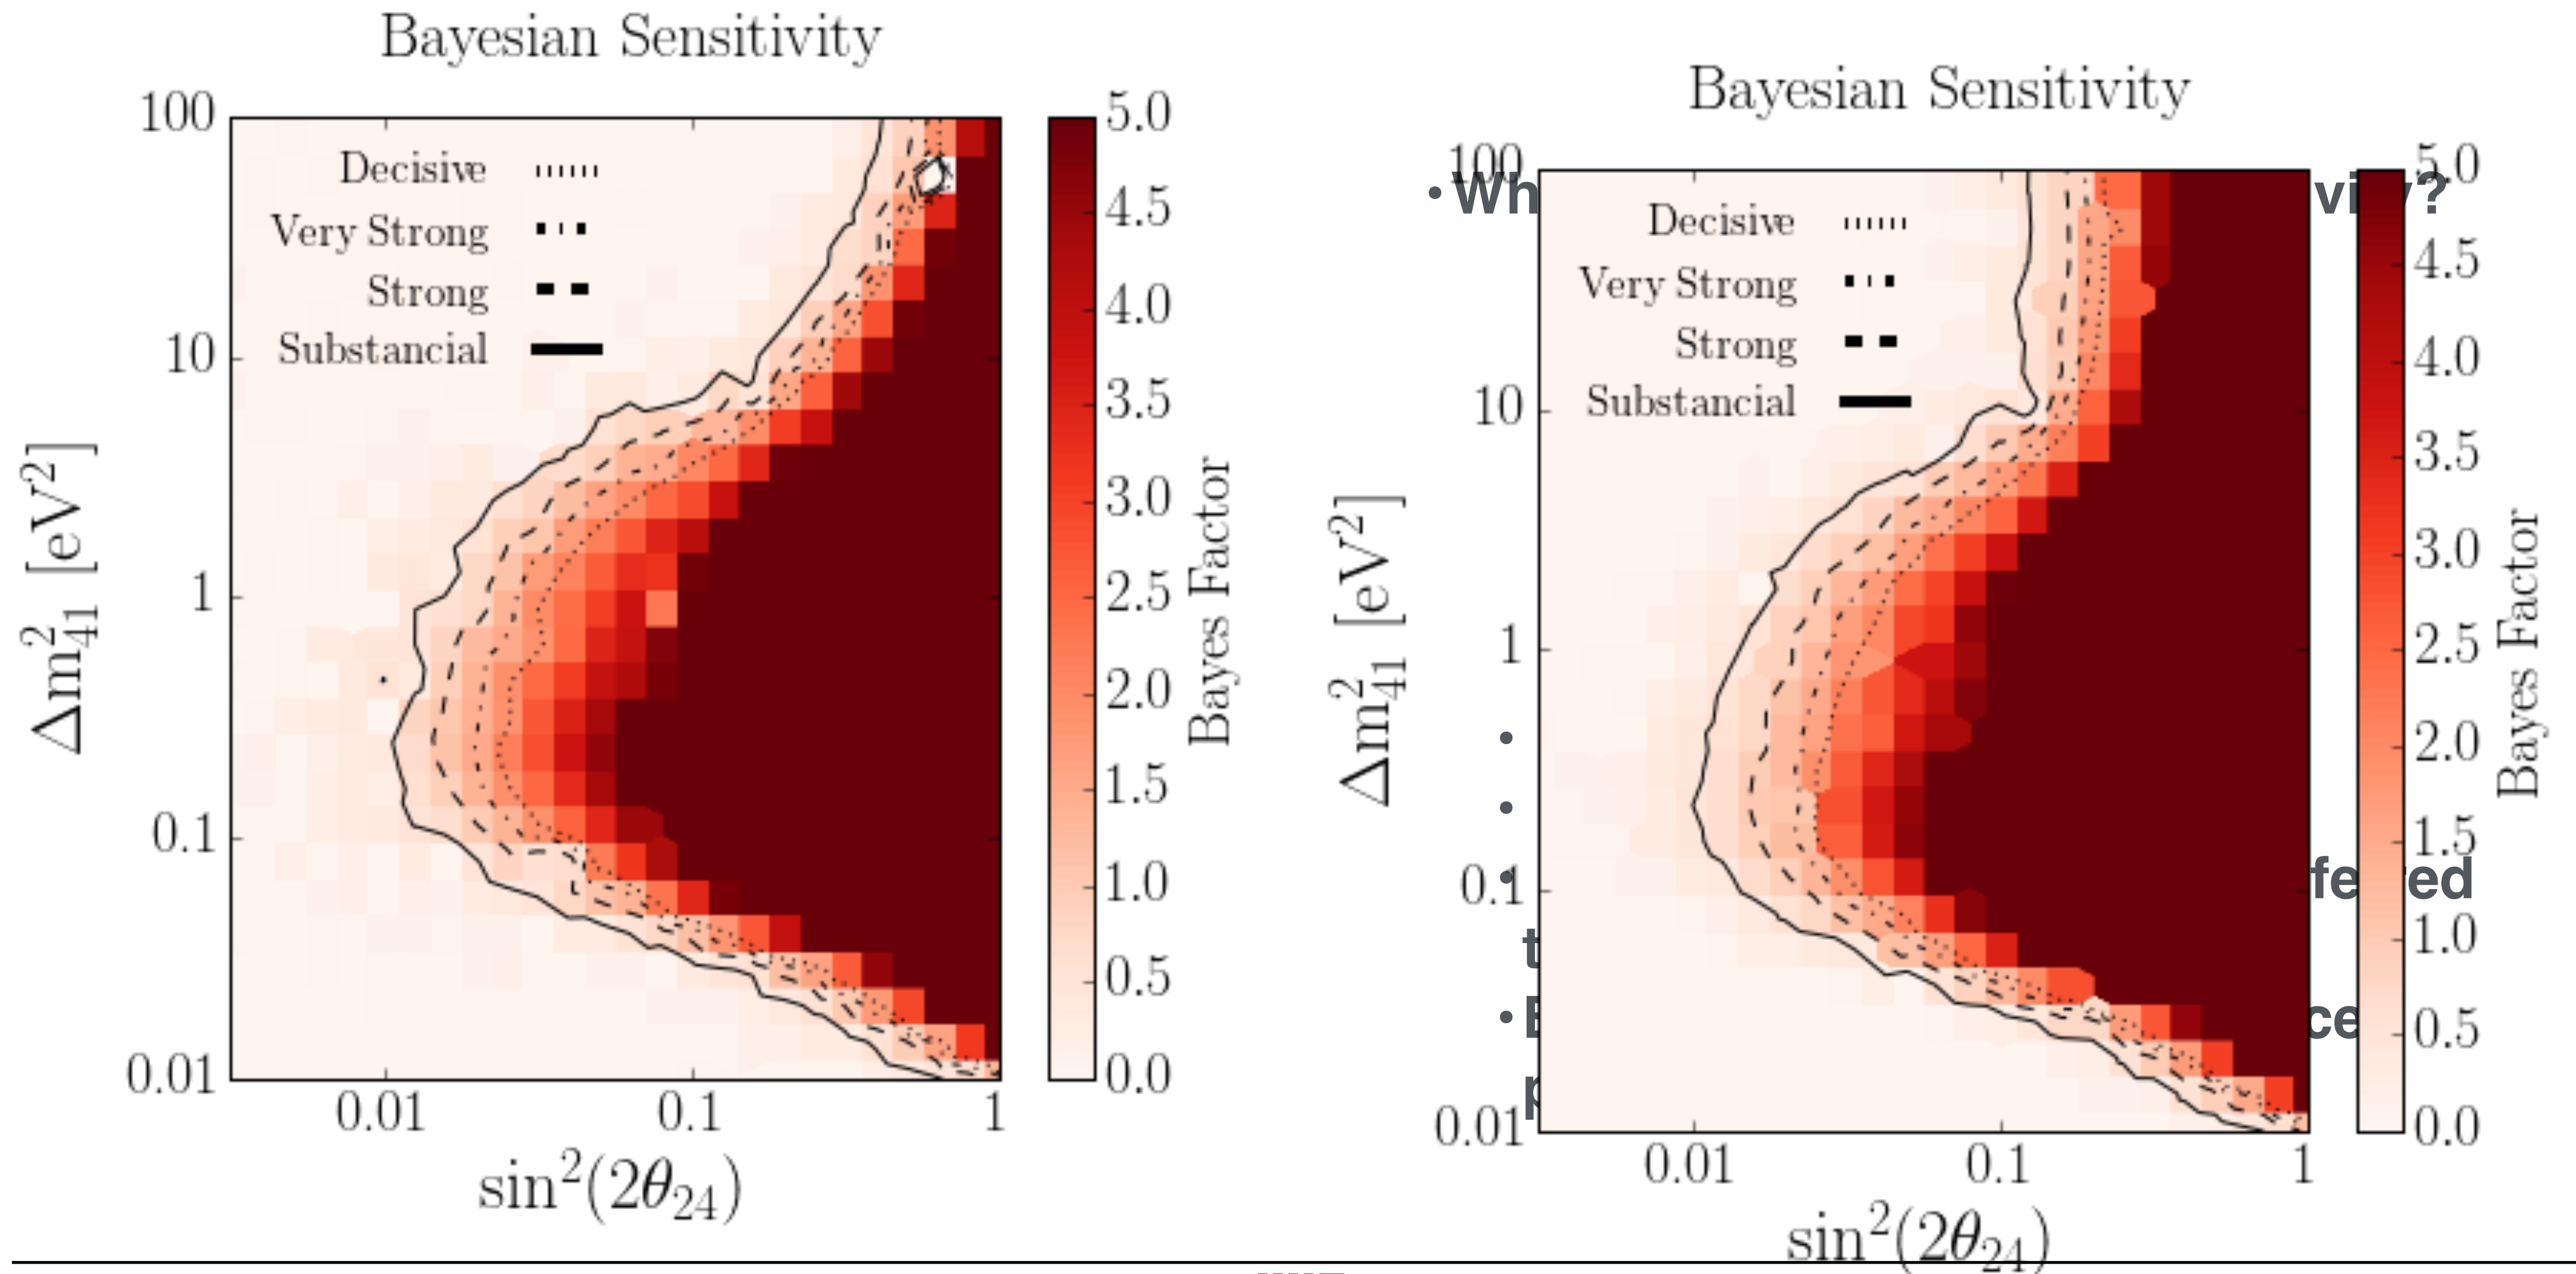 Bayesian Sensitivity
100
10
1
0.1
0.01
Δm²₄₁ [eV²]
Decisive
Very Strong
Strong
Substancial
0.01
0.1
1
sin²(2θ₂₄)
5.0
4.5
4.0
3.5
3.0
2.5
2.0
1.5
1.0
0.5
0.0
Bayes Factor
Bayesian Sensitivity
100
10
1
0.1
0.01
Δm²₄₁ [eV²]
Decisive
Very Strong
Strong
Substancial
0.01
0.1
1
sin²(2θ₂₄)
5.0
4.5
4.0
3.5
3.0
2.5
2.0
1.5
1.0
0.5
0.0
Bayes Factor